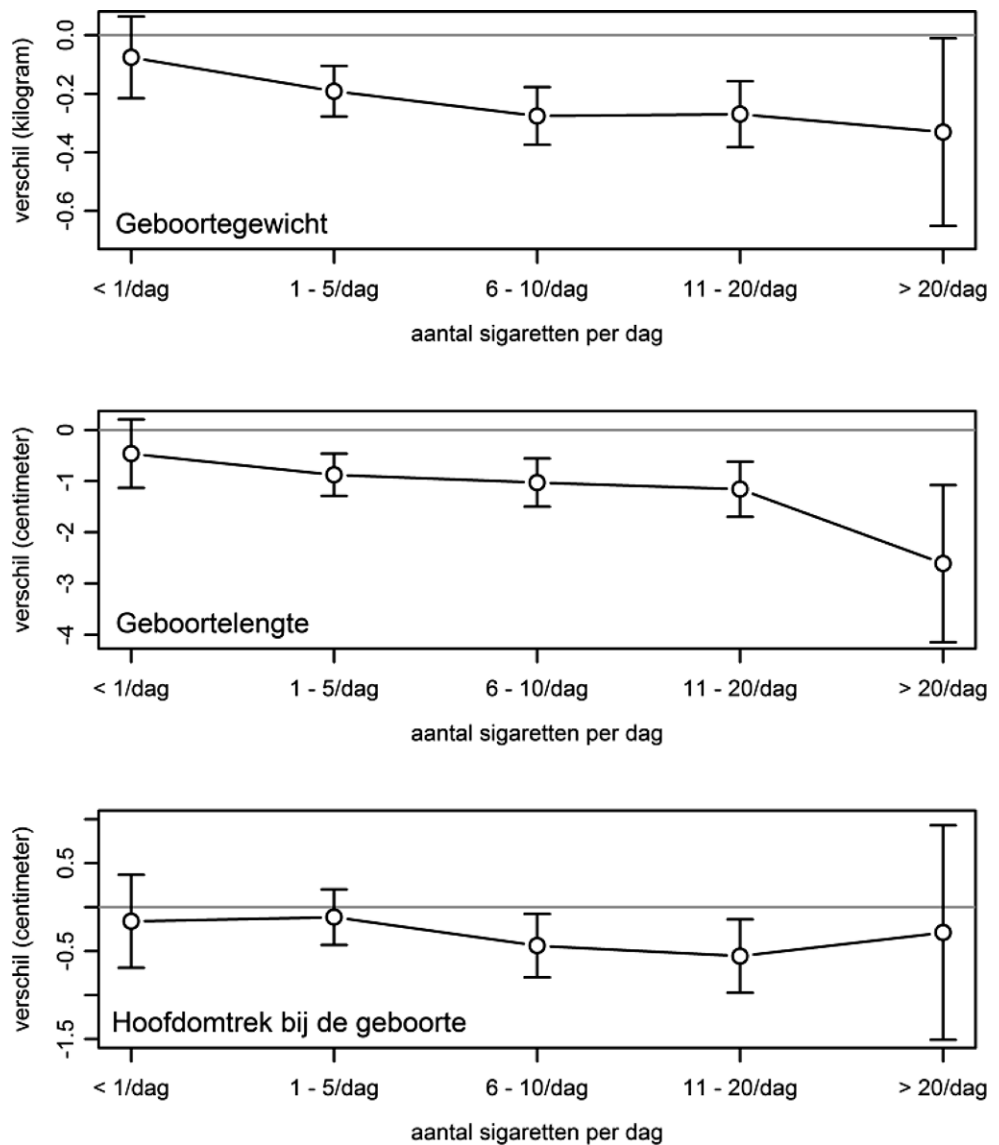 verschil (kilogram)
0.0
-0.2
-0.4
-0.6
Geboortegewicht
< 1/dag 1 - 5/dag 6 - 10/dag 11 - 20/dag > 20/dag
aantal sigaretten per dag
verschil (centimeter)
0
-1
-2
-3
-4
Geboortelengte
< 1/dag 1 - 5/dag 6 - 10/dag 11 - 20/dag > 20/dag
aantal sigaretten per dag
verschil (centimeter)
0.5
-0.5
-1.5
Hoofdomtrek bij de geboorte
< 1/dag 1 - 5/dag 6 - 10/dag 11 - 20/dag > 20/dag
aantal sigaretten per dag